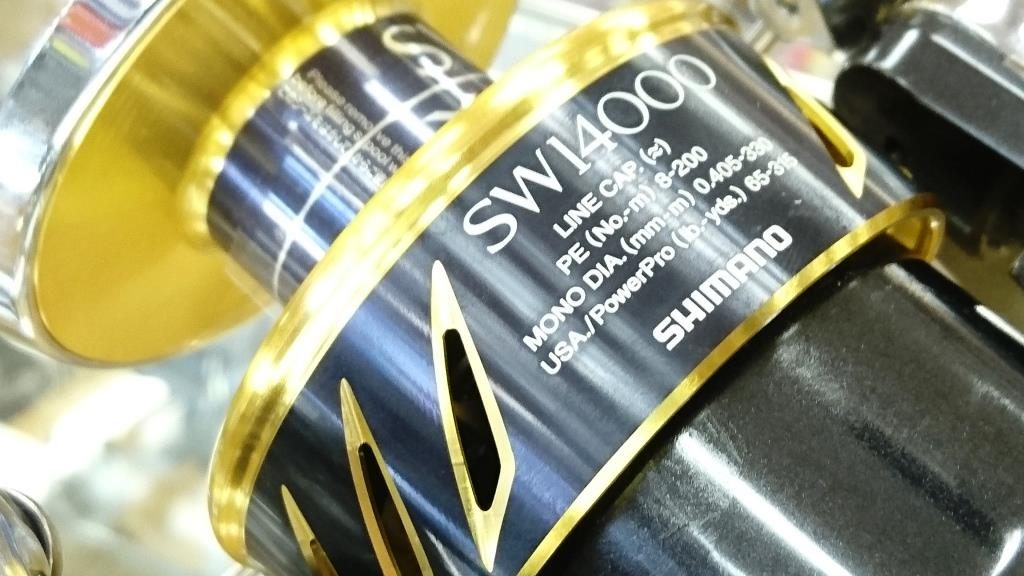 SW14000
LINE CAP. (≈)
PE (No.-m) 8-200
MONO DIA. (mm-m) 0.405-330
USA./PowerPro (lb.-yds.) 65-315
SHIMANO